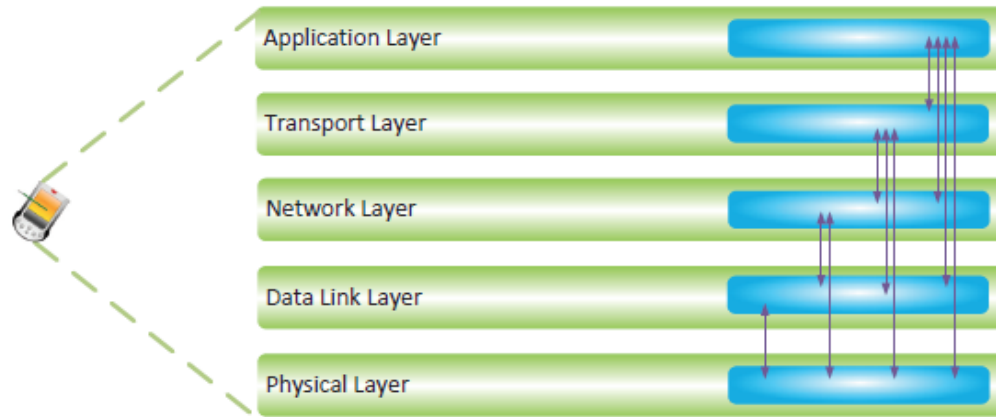 Application Layer
Transport Layer
Network Layer
Data Link Layer
Physical Layer